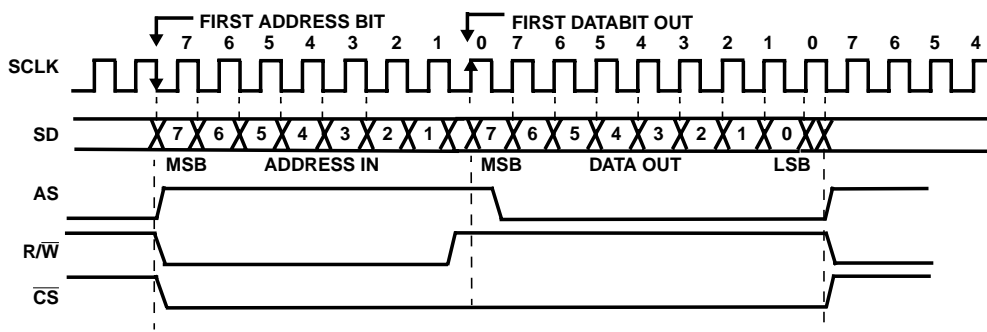 FIRST ADDRESS BIT FIRST DATABIT OUT
7 6 5 4 3 2 1 0 7 6 5 4 3 2 1 0 7 6 5 4
SCLK
SD 7 6 5 4 3 2 1 7 6 5 4 3 2 1 0
MSB ADDRESS IN MSB DATA OUT LSB
AS
R/W̅
C̅S̅